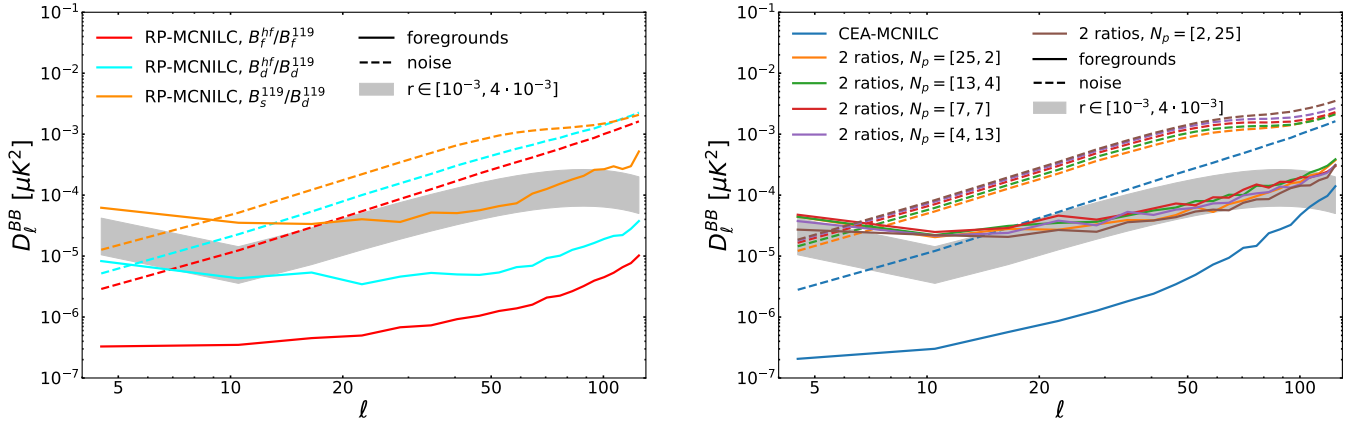 10⁻¹
10⁻²
10⁻³
10⁻⁴
10⁻⁵
10⁻⁶
10⁻⁷
D_ℓ^{BB} [μK²]
RP-MCNILC, B_f^{hf}/B_f^{119}
RP-MCNILC, B_d^{hf}/B_d^{119}
RP-MCNILC, B_s^{119}/B_d^{119}
foregrounds
noise
r ∈ [10⁻³, 4 · 10⁻³]
5 10 20 50 100
ℓ
10⁻¹
10⁻²
10⁻³
10⁻⁴
10⁻⁵
10⁻⁶
10⁻⁷
D_ℓ^{BB} [μK²]
CEA-MCNILC
2 ratios, N_p = [25, 2]
2 ratios, N_p = [13, 4]
2 ratios, N_p = [7, 7]
2 ratios, N_p = [4, 13]
2 ratios, N_p = [2, 25]
foregrounds
noise
r ∈ [10⁻³, 4 · 10⁻³]
5 10 20 50 100
ℓ